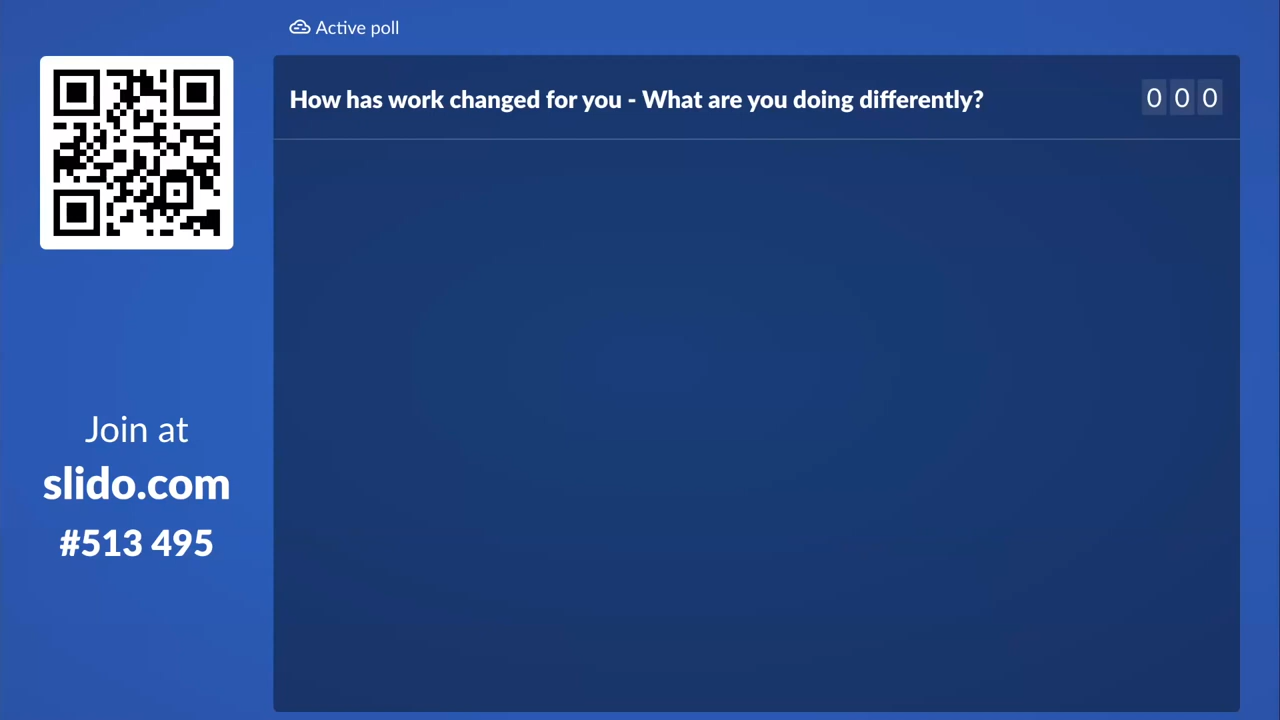 Active poll
How has work changed for you - What are you doing differently?
0 0 0
Join at
slido.com
#513 495